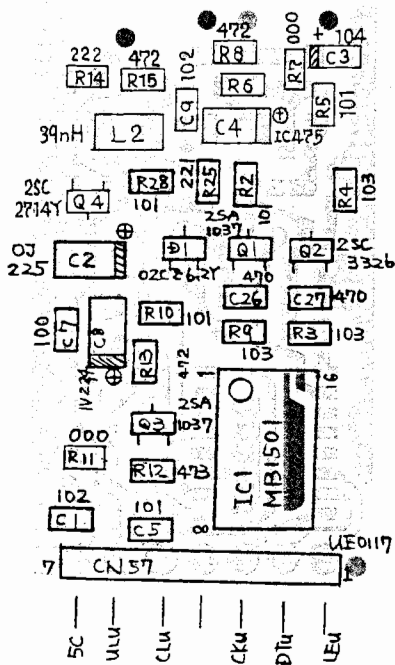 472
000
+ 104
222
472
102
R8
R7
C3
R14
R15
R6
C9
R5
39nH
L2
C4
IC475
101
2SC
2714Y
Q4
R28
101
221
R25
R2
101
R4
103
2SA
1037
OJ
225
C2
D1
02CZ6.2Y
Q1
Q2
2SC
3326
470
C26
C27
470
100
C7
C8
1V224
R10
101
R9
103
R3
103
R13
472
1
16
2SA
1037
Q3
IC1
MB1501
000
R11
R12
473
102
C1
101
C5
8
UE0117
7
CN57
1
5C
ULU
CLU
CKU
DTU
LEU